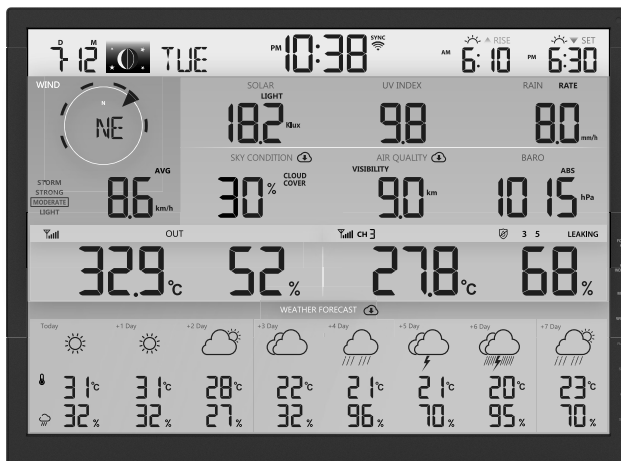 D M PM SYNC RISE SET
7 12 TUE 10:38 AM 6:10 PM 6:30
WIND SOLAR UV INDEX RAIN RATE
N LIGHT
NE 18.2 Klux 9.8 8.0 mm/h
SKY CONDITION AIR QUALITY BARO
AVG CLOUD COVER VISIBILITY ABS
STORM
STRONG
MODERATE
LIGHT
8.6 km/h 30 % 9.0 km 1015 hPa
OUT CH 3 3 5 LEAKING
32.9 °C 52 % 27.8 °C 68 %
WEATHER FORECAST
Today +1 Day +2 Day +3 Day +4 Day +5 Day +6 Day +7 Day
31°C 31°C 28°C 22°C 21°C 21°C 20°C 23°C
32% 32% 27% 32% 96% 70% 95% 70%